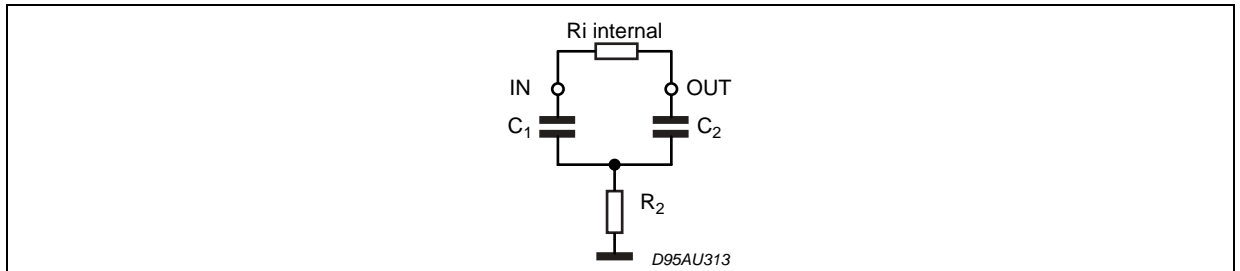 Ri internal
IN
OUT
C1
C2
R2
D95AU313